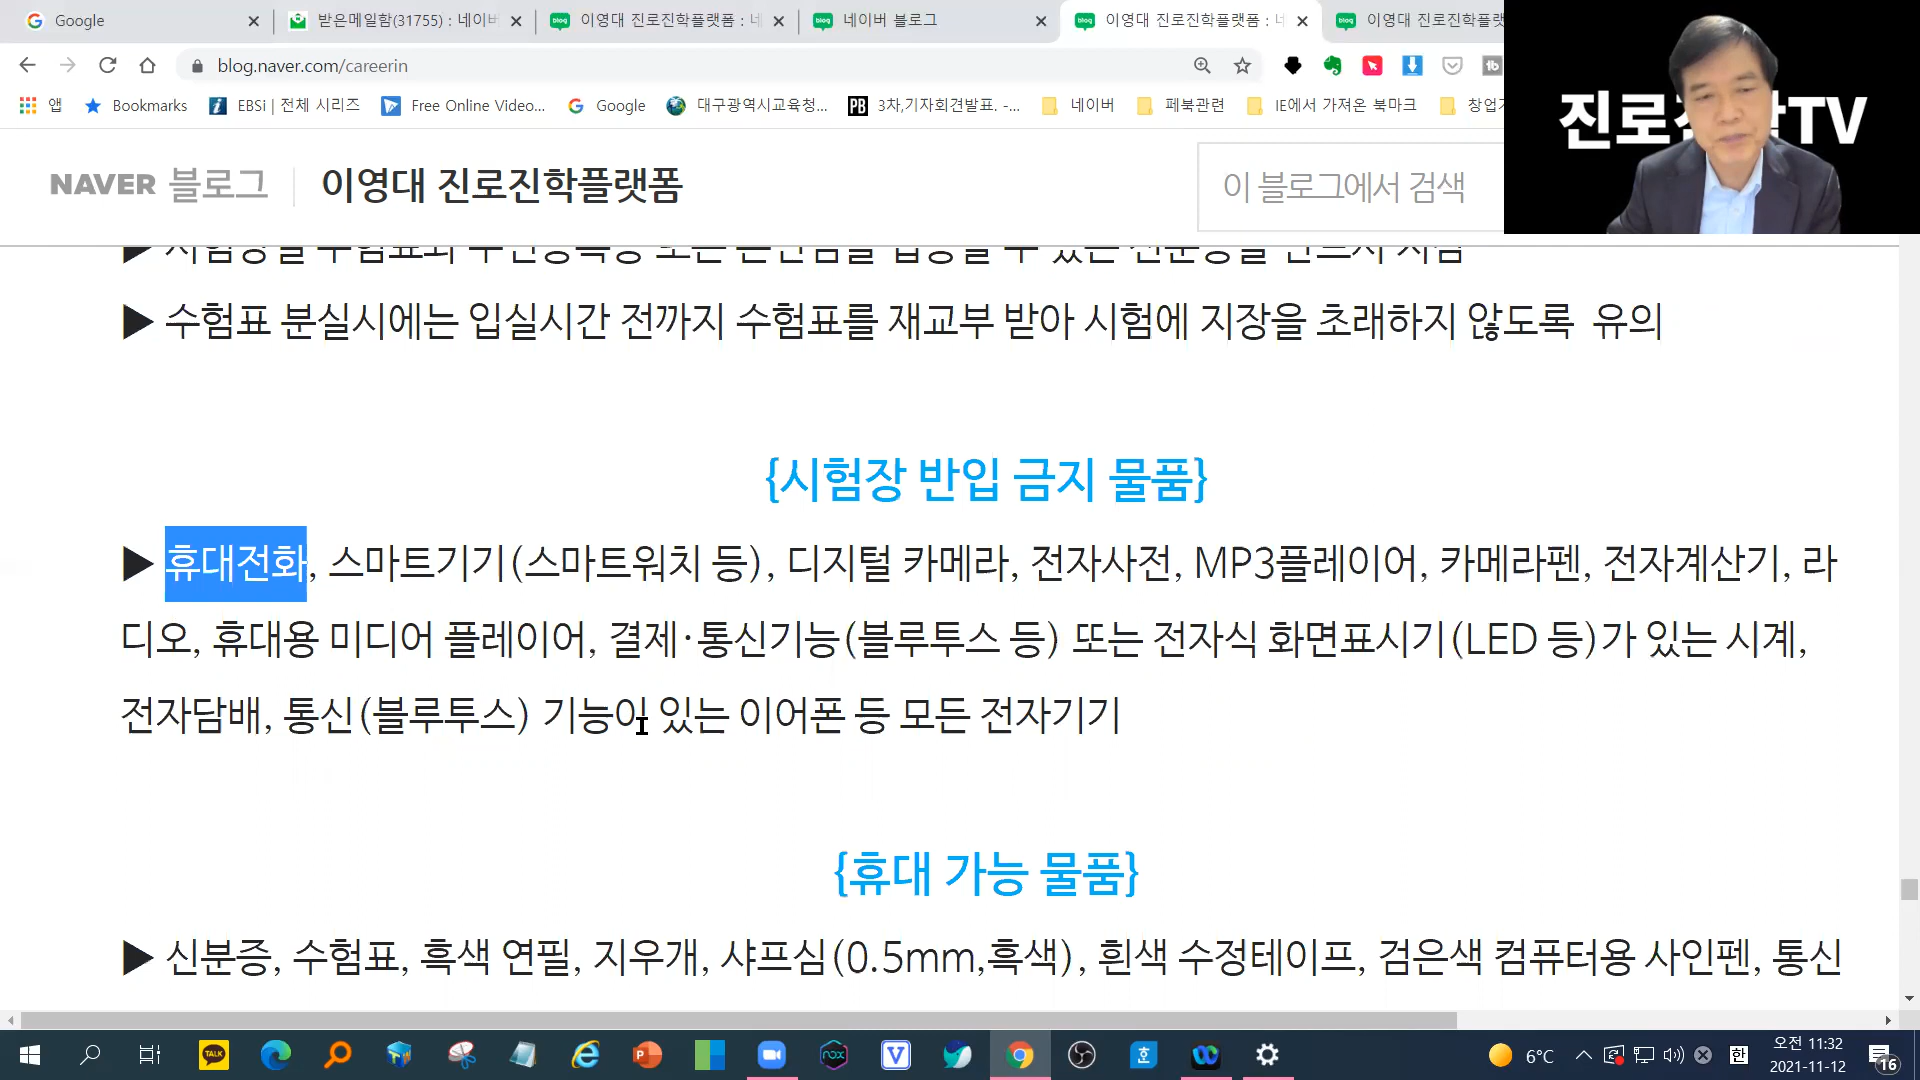 Google
받은메일함(31755) : 네이버
이영대 진로진학플랫폼 : 네
네이버 블로그
이영대 진로진학플랫폼 : 네
이영대 진로진학플랫
blog.naver.com/careerin
앱
Bookmarks
EBSi | 전체 시리즈
Free Online Video...
Google
대구광역시교육청...
3차,기자회견발표. -...
네이버
페북관련
IE에서 가져온 북마크
창업
진로진학TV
NAVER 블로그
이영대 진로진학플랫폼
이 블로그에서 검색
▶ 수험표 분실시에는 입실시간 전까지 수험표를 재교부 받아 시험에 지장을 초래하지 않도록 유의
{시험장 반입 금지 물품}
▶ 휴대전화, 스마트기기(스마트워치 등), 디지털 카메라, 전자사전, MP3플레이어, 카메라펜, 전자계산기, 라
디오, 휴대용 미디어 플레이어, 결제·통신기능(블루투스 등) 또는 전자식 화면표시기(LED 등)가 있는 시계,
전자담배, 통신(블루투스) 기능이 있는 이어폰 등 모든 전자기기
{휴대 가능 물품}
▶ 신분증, 수험표, 흑색 연필, 지우개, 샤프심(0.5mm,흑색), 흰색 수정테이프, 검은색 컴퓨터용 사인펜, 통신
6°C
한
오전 11:32
2021-11-12
16